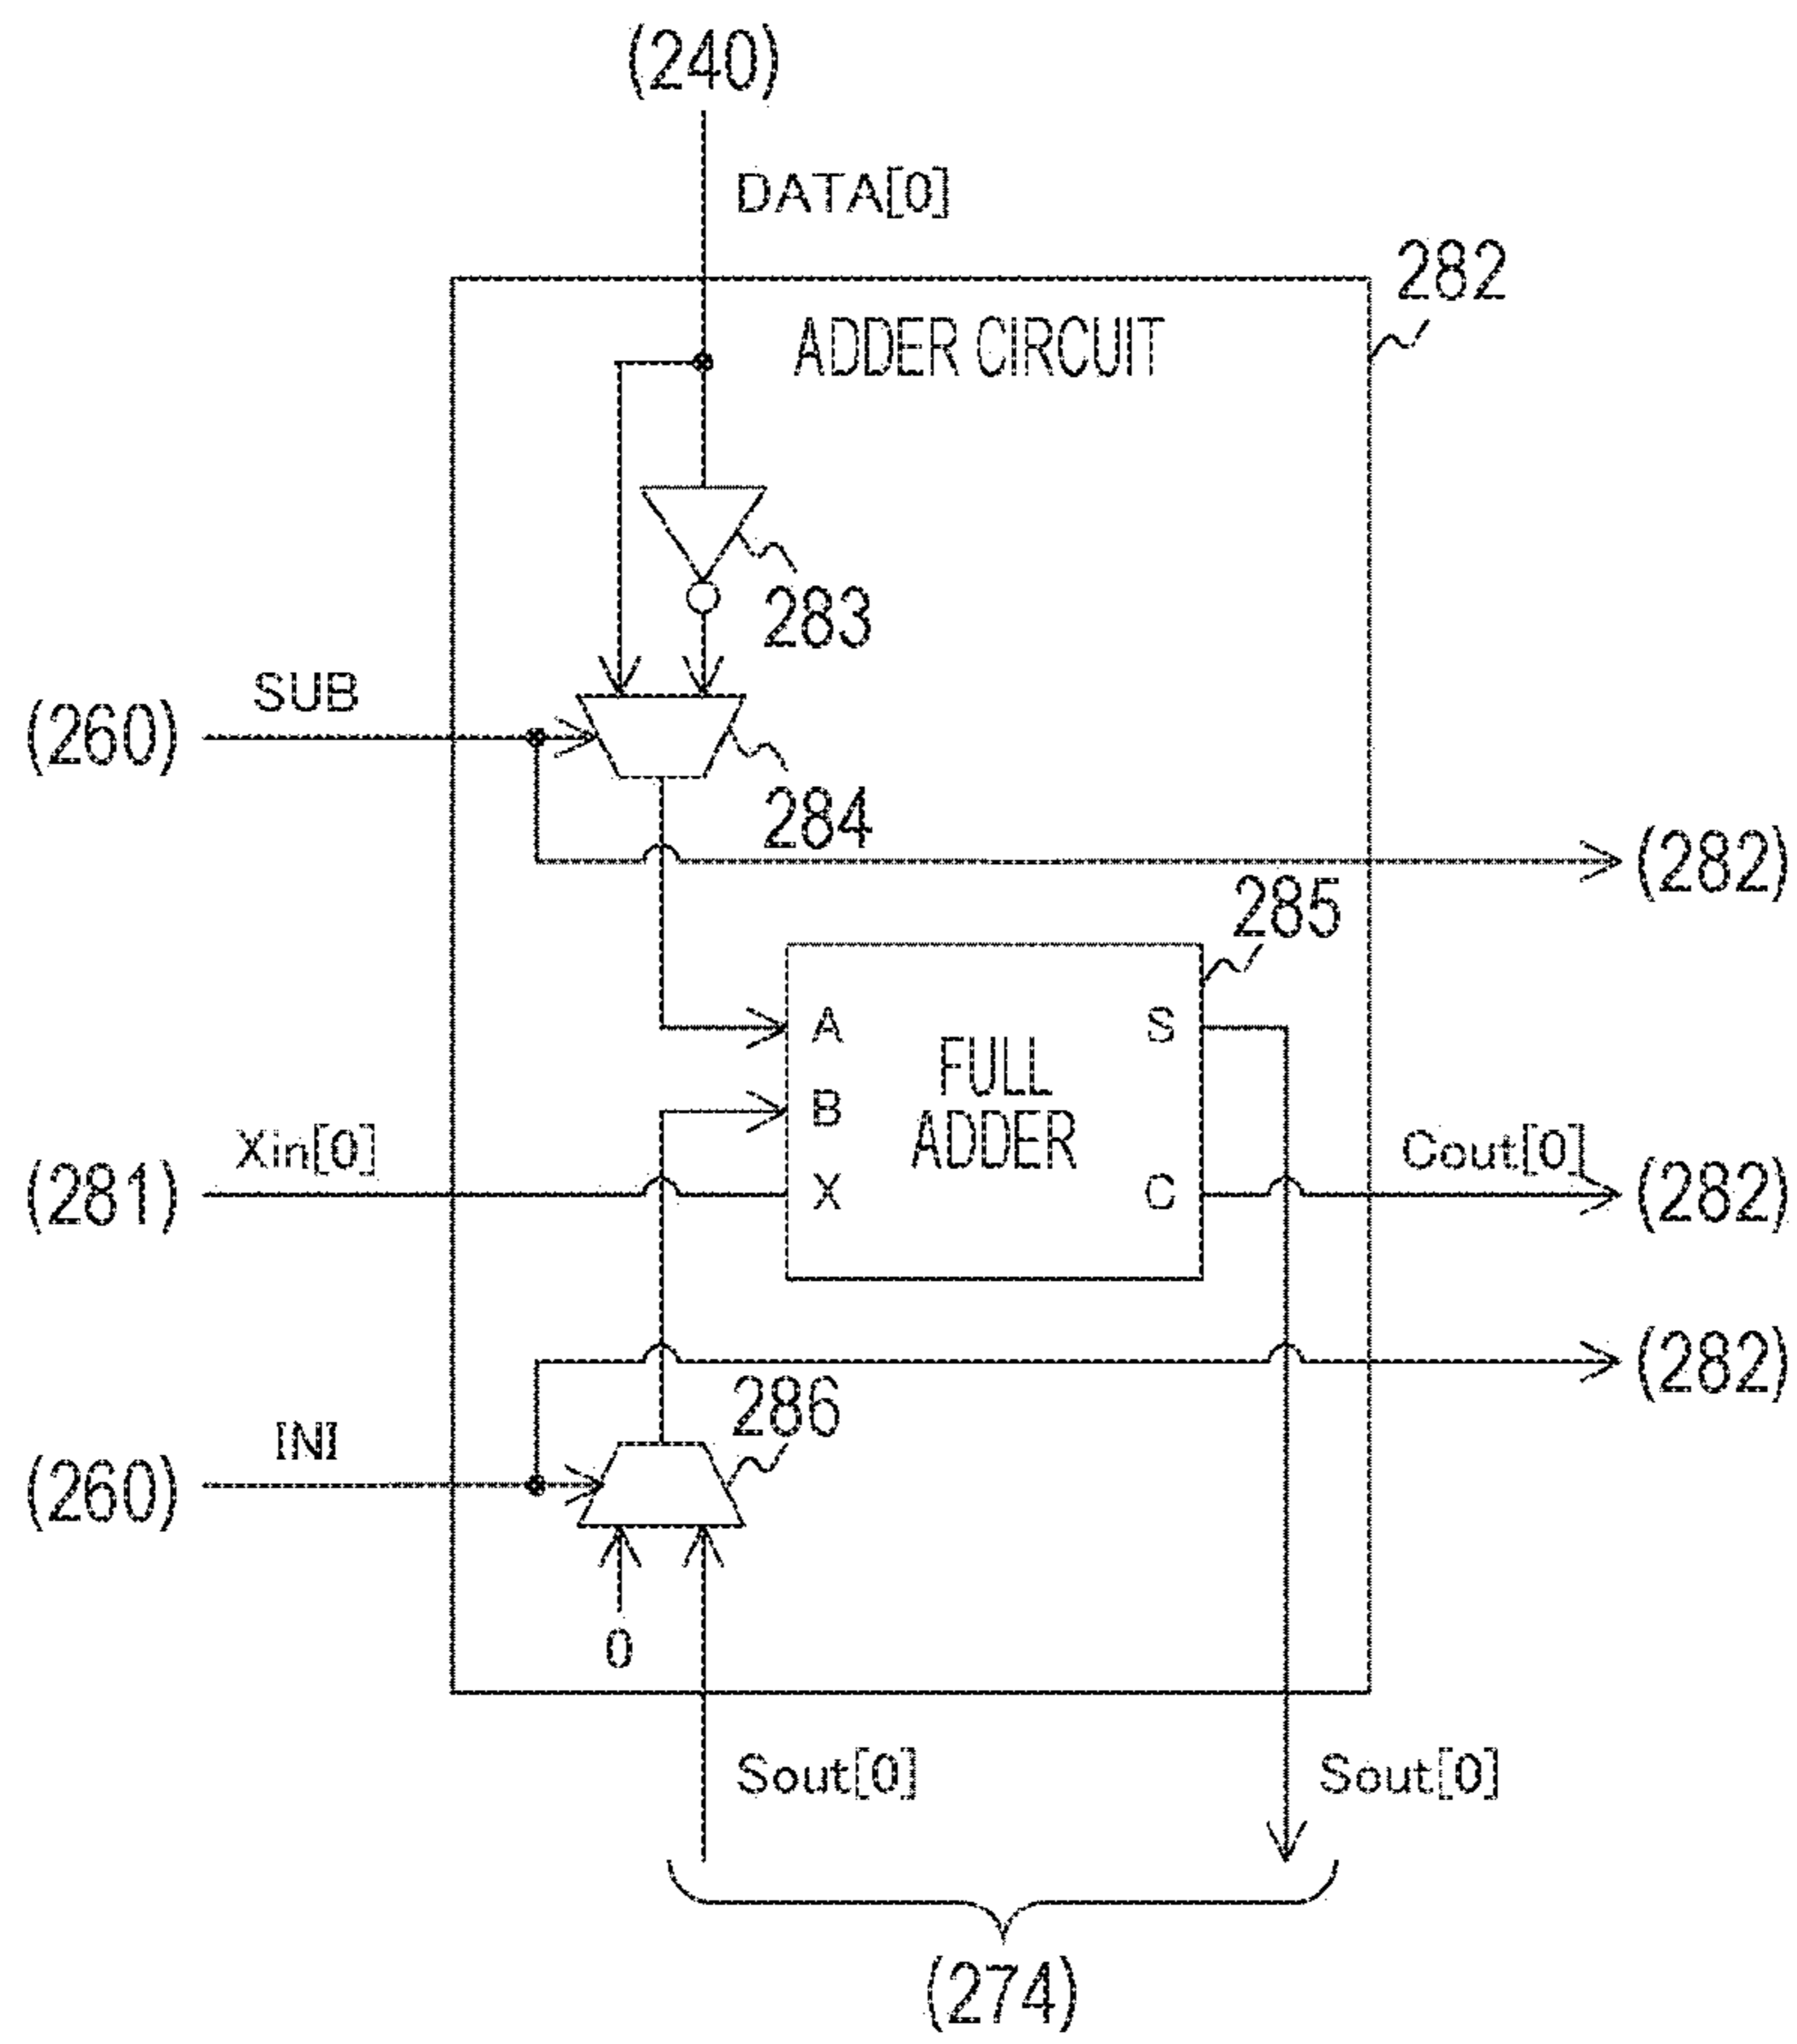 (240)
DATA[0]
282
ADDER CIRCUIT
283
SUB
(260)
284
(282)
285
A
S
FULL
ADDER
B
Xin[0]
Cout[0]
(281)
X
C
(282)
(282)
286
INI
(260)
0
Sout[0]
Sout[0]
(274)